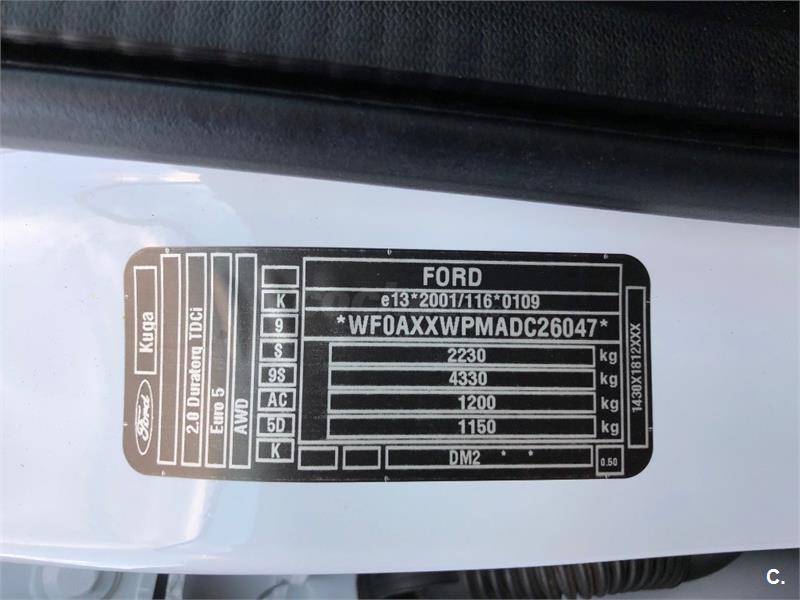 FORD
e13*2001/116*0109
*WF0AXXWPMADC26047*
2230 kg
4330 kg
1200 kg
1150 kg
DM2 * *
0.50
K
9
S
9S
AC
5D
K
Ford
Kuga
2.0 Duratorq TDCi
Euro 5
AWD
1430X1812XXX
C.